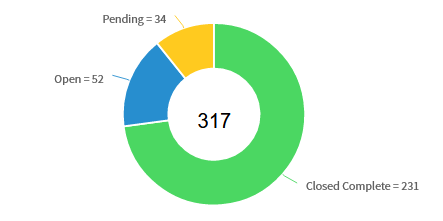 Pending = 34
Open = 52
317
Closed Complete = 231